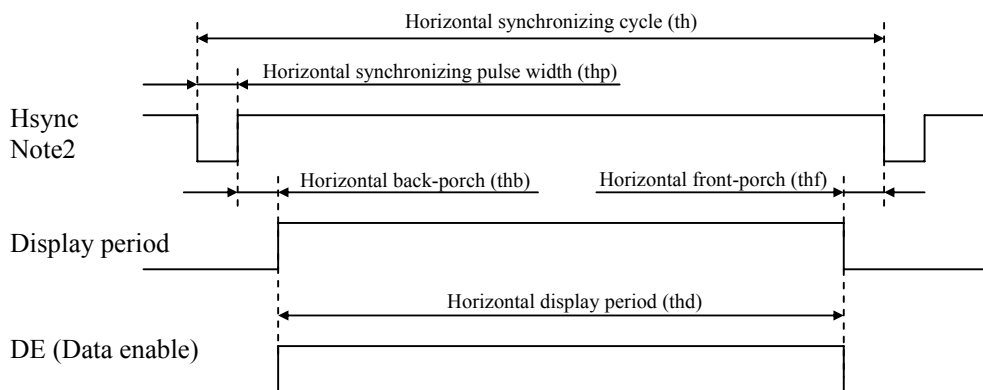 Horizontal synchronizing cycle (th)
Horizontal synchronizing pulse width (thp)
Hsync
Note2
Horizontal back-porch (thb)
Horizontal front-porch (thf)
Display period
Horizontal display period (thd)
DE (Data enable)